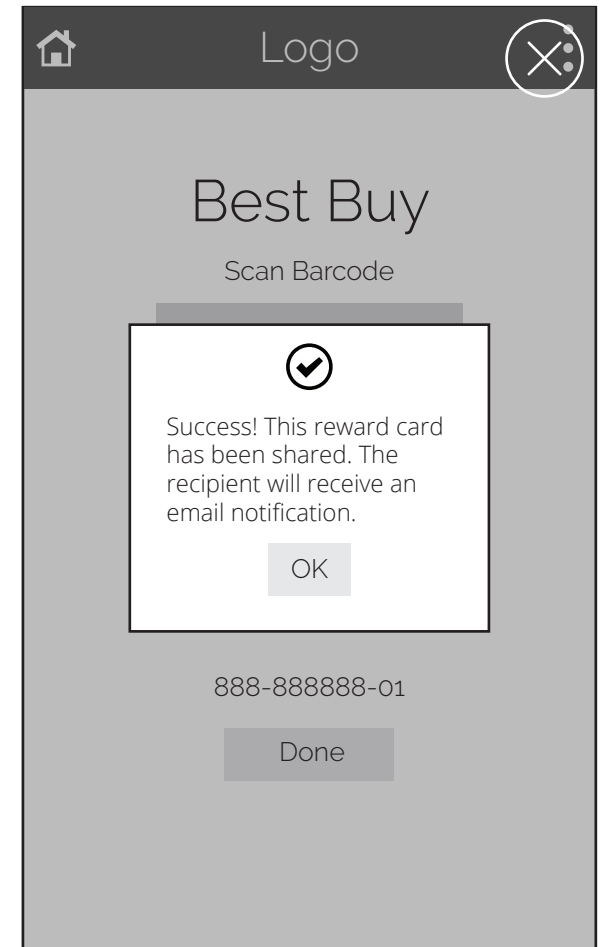 Logo
Best Buy
Scan Barcode
Success! This reward card
has been shared. The
recipient will receive an
email notification.
OK
888-888888-01
Done